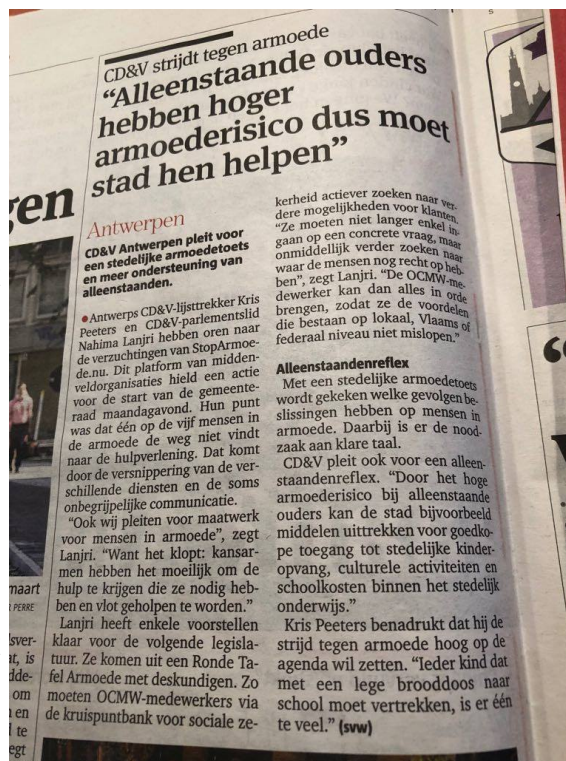 CD&V strijdt tegen armoede
“Alleenstaande ouders
hebben hoger
armoederisico dus moet
stad hen helpen”
Antwerpen
CD&V Antwerpen pleit voor
een stedelijke armoedetoets
en meer ondersteuning van
alleenstaanden.
•Antwerps CD&V-lijsttrekker Kris
Peeters en CD&V-parlementslid
Nahima Lanjri hebben oren naar
de verzuchtingen van StopArmoe-
de.nu. Dit platform van midden-
veldorganisaties hield een actie
voor de start van de gemeente-
raad maandagavond. Hun punt
was dat één op de vijf mensen in
de armoede de weg niet vindt
naar de hulpverlening. Dat komt
door de versnippering van de ver-
schillende diensten en de soms
onbegrijpelijke communicatie.
“Ook wij pleiten voor maatwerk
voor mensen in armoede”, zegt
Lanjri. “Want het klopt: kansar-
men hebben het moeilijk om de
hulp te krijgen die ze nodig heb-
ben en vlot geholpen te worden.”
Lanjri heeft enkele voorstellen
klaar voor de volgende legisla-
tuur. Ze komen uit een Ronde Ta-
fel Armoede met deskundigen. Zo
moeten OCMW-medewerkers via
de kruispuntbank voor sociale ze-
kerheid actiever zoeken naar ver-
dere mogelijkheden voor klanten.
“Ze moeten niet langer enkel in-
gaan op een concrete vraag, maar
onmiddellijk verder zoeken naar
waar de mensen nog recht op heb-
ben”, zegt Lanjri. “De OCMW-me-
dewerker kan dan alles in orde
brengen, zodat ze de voordelen
die bestaan op lokaal, Vlaams of
federaal niveau niet mislopen.”
Alleenstaandenreflex
Met een stedelijke armoedetoets
wordt gekeken welke gevolgen be-
slissingen hebben op mensen in
armoede. Daarbij is er de nood-
zaak aan klare taal.
CD&V pleit ook voor een alleen-
staandenreflex. “Door het hoge
armoederisico bij alleenstaande
ouders kan de stad bijvoorbeeld
middelen uittrekken voor goedko-
pe toegang tot stedelijke kinder-
opvang, culturele activiteiten en
schoolkosten binnen het stedelijk
onderwijs.”
Kris Peeters benadrukt dat hij de
strijd tegen armoede hoog op de
agenda wil zetten. “Ieder kind dat
met een lege brooddoos naar
school moet vertrekken, is er één
te veel.” (svw)
en
maart
PERRE
om
en
te
egt